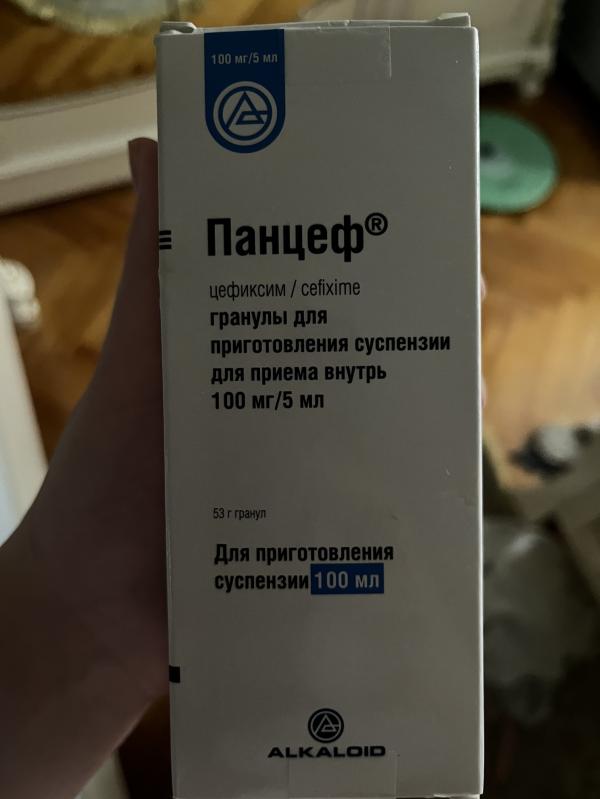 100 мг/5 мл
Панцеф®
цефиксим / cefixime
гранулы для
приготовления суспензии
для приема внутрь
100 мг/5 мл
53 г гранул
Для приготовления
суспензии 100 мл
ALKALOID